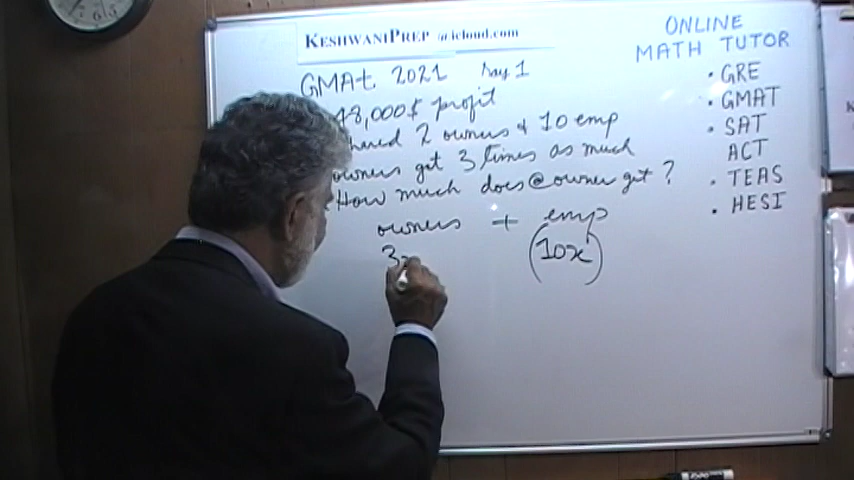 KESHWANIPREP @icloud.com
GMAt 2021 Day 1
48,000$ profit
shared 2 owners & 10 emp
owners get 3 times as much
How much does @ owner get ?
owners + emp
3x (10x)
ONLINE
MATH TUTOR
• GRE
• GMAT
• SAT
ACT
• TEAS
• HESI